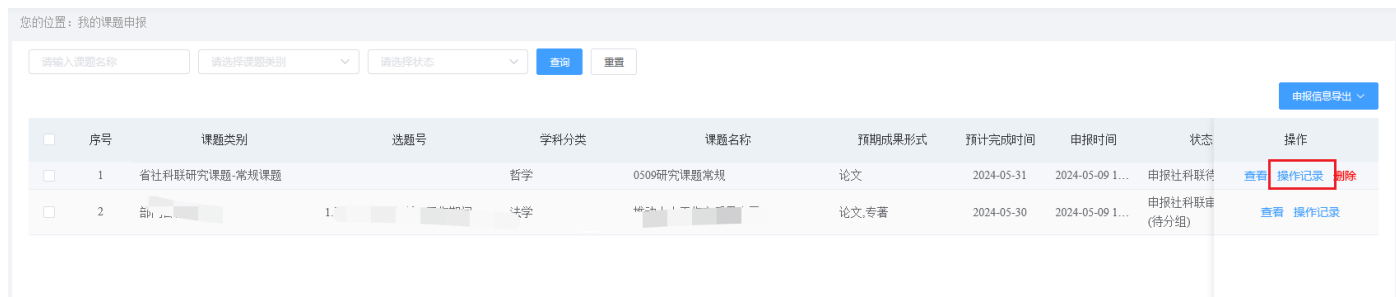 您的位置：我的课题申报
请输入课题名称 请选择课题类别 请选择状态 查询 重置
申报信息导出
序号 课题类别 选题号 学科分类 课题名称 预期成果形式 预计完成时间 申报时间 状态 操作
1 省社科联研究课题-常规课题 哲学 0509研究课题常规 论文 2024-05-31 2024-05-09 1... 申报社科联待 查看 操作记录 删除
2 1. 法学 论文,专著 2024-05-30 2024-05-09 1... 申报社科联审 查看 操作记录
(待分组)